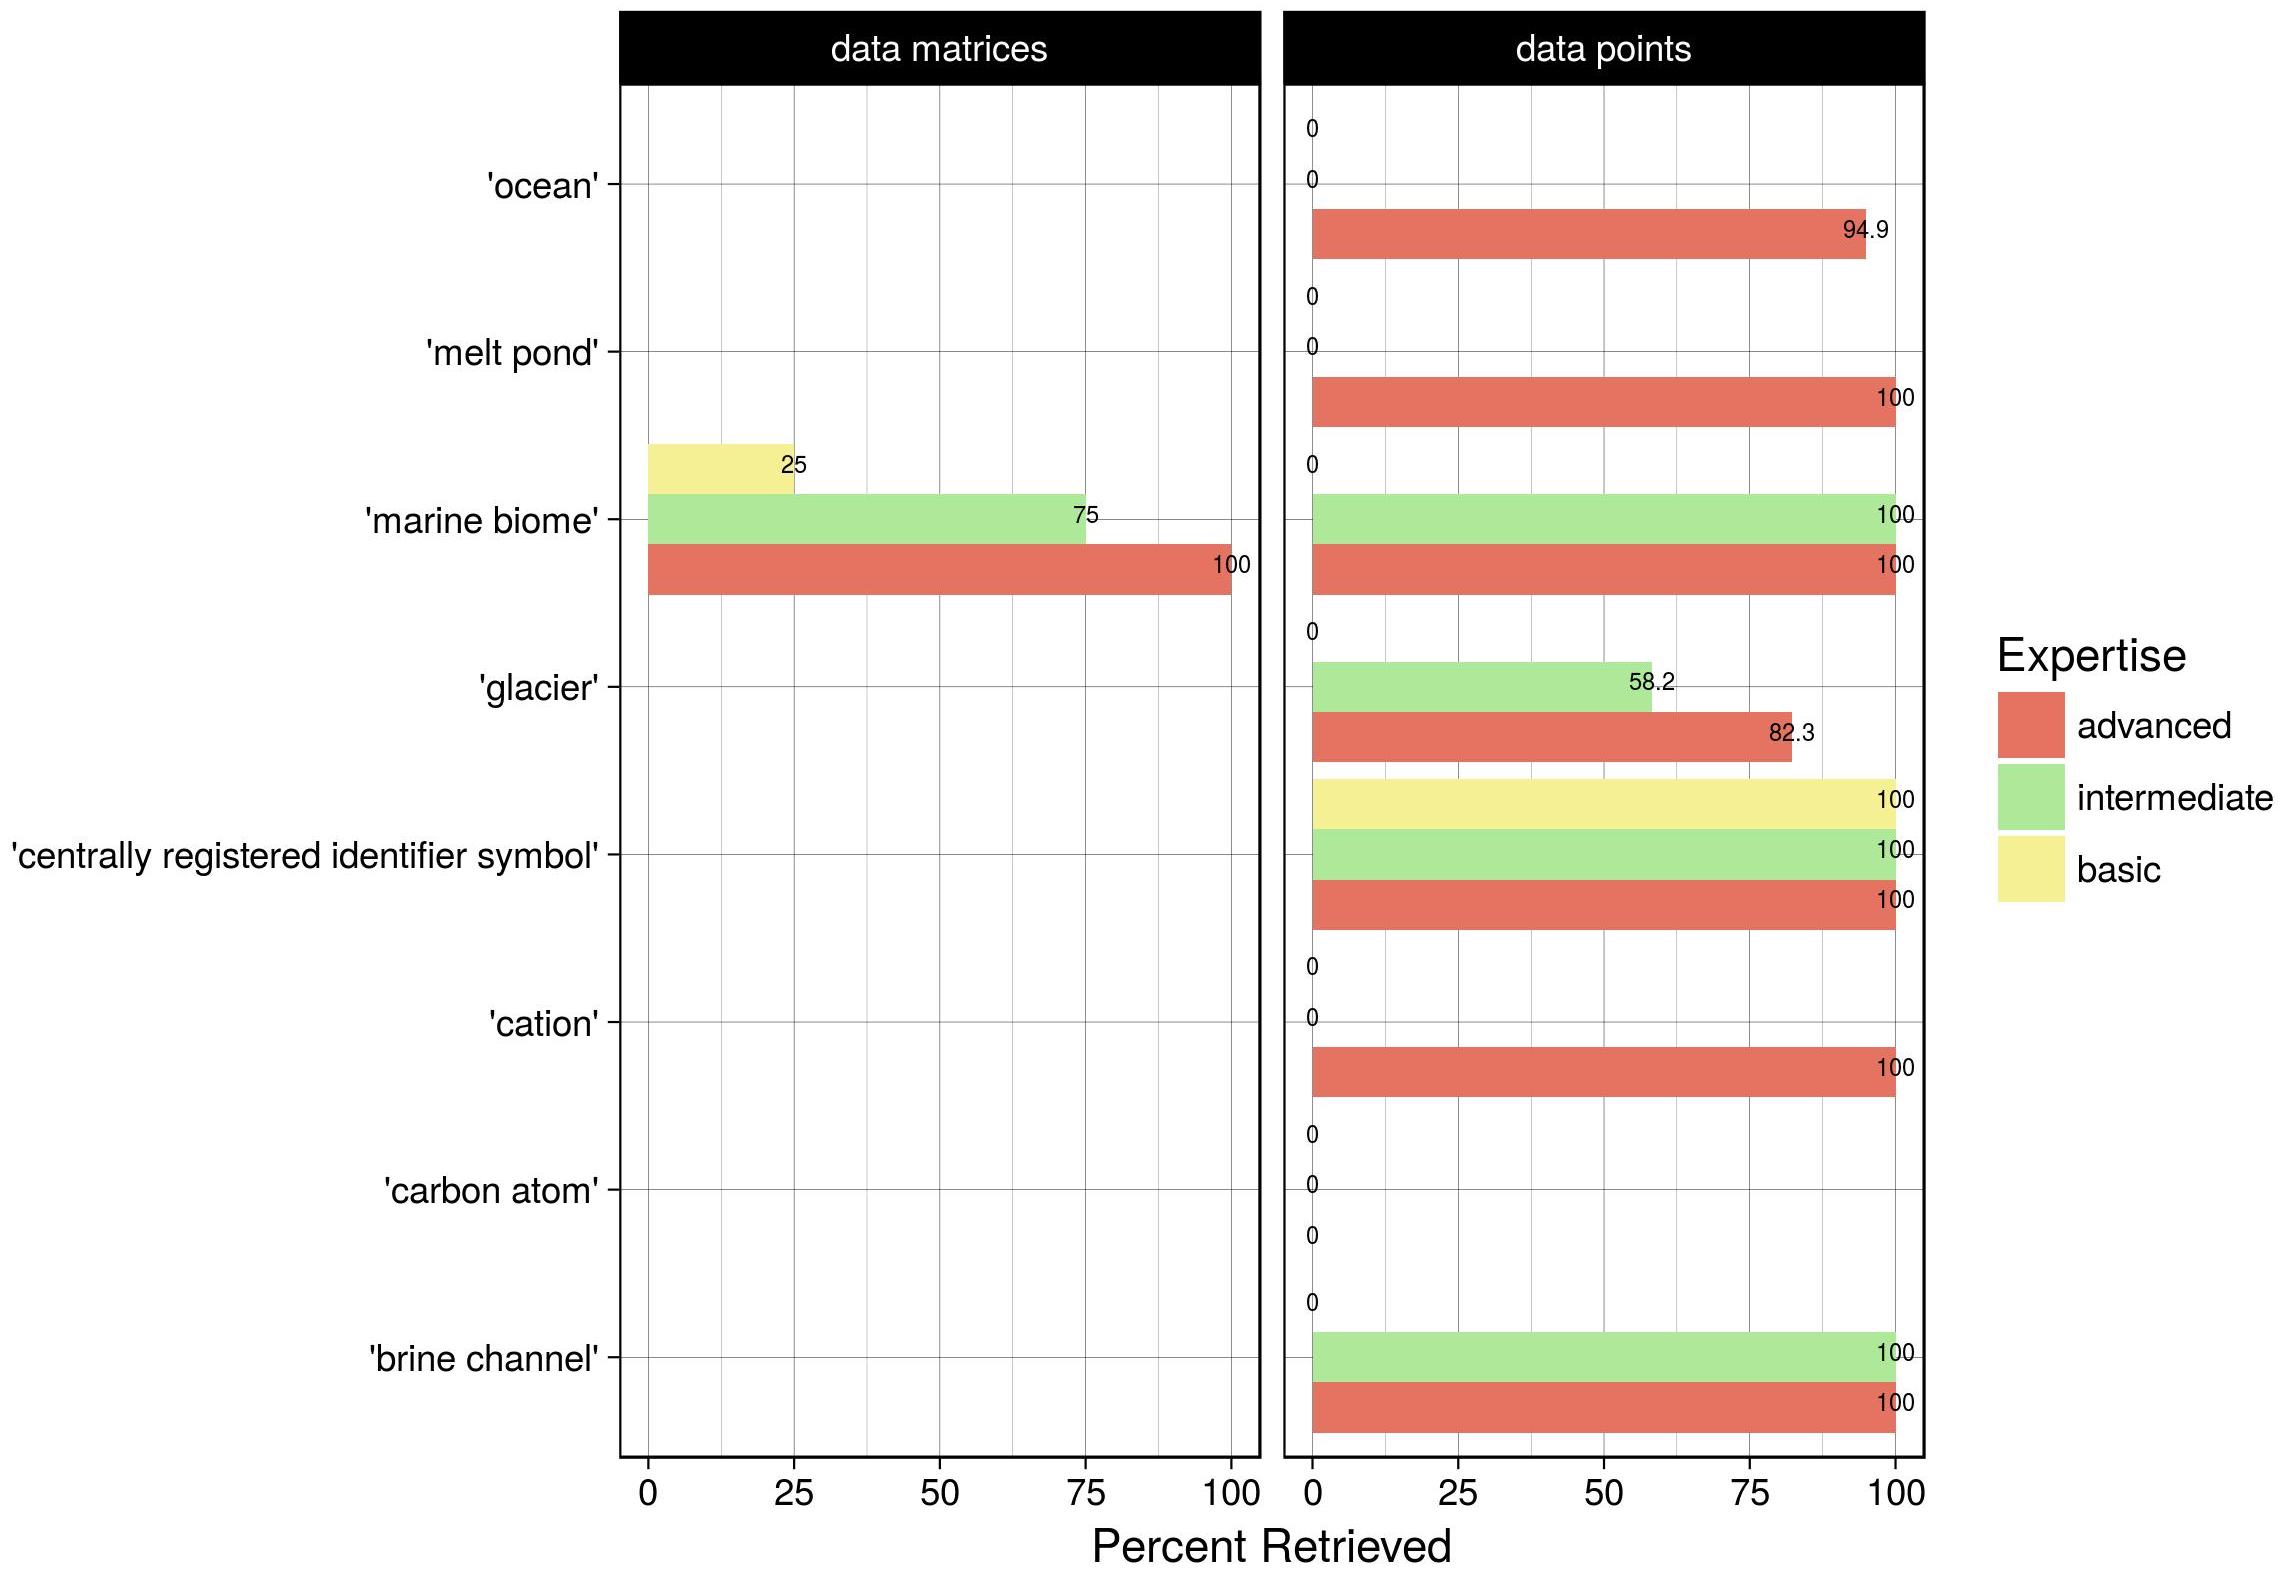 data matrices
data points
'ocean'
0
0
94.9
'melt pond'
0
0
100
'marine biome'
25
75
100
0
100
100
'glacier'
0
58.2
82.3
'centrally registered identifier symbol'
100
100
100
'cation'
0
0
100
'carbon atom'
0
0
0
'brine channel'
0
100
100
0 25 50 75 100
0 25 50 75 100
Percent Retrieved
Expertise
advanced
intermediate
basic